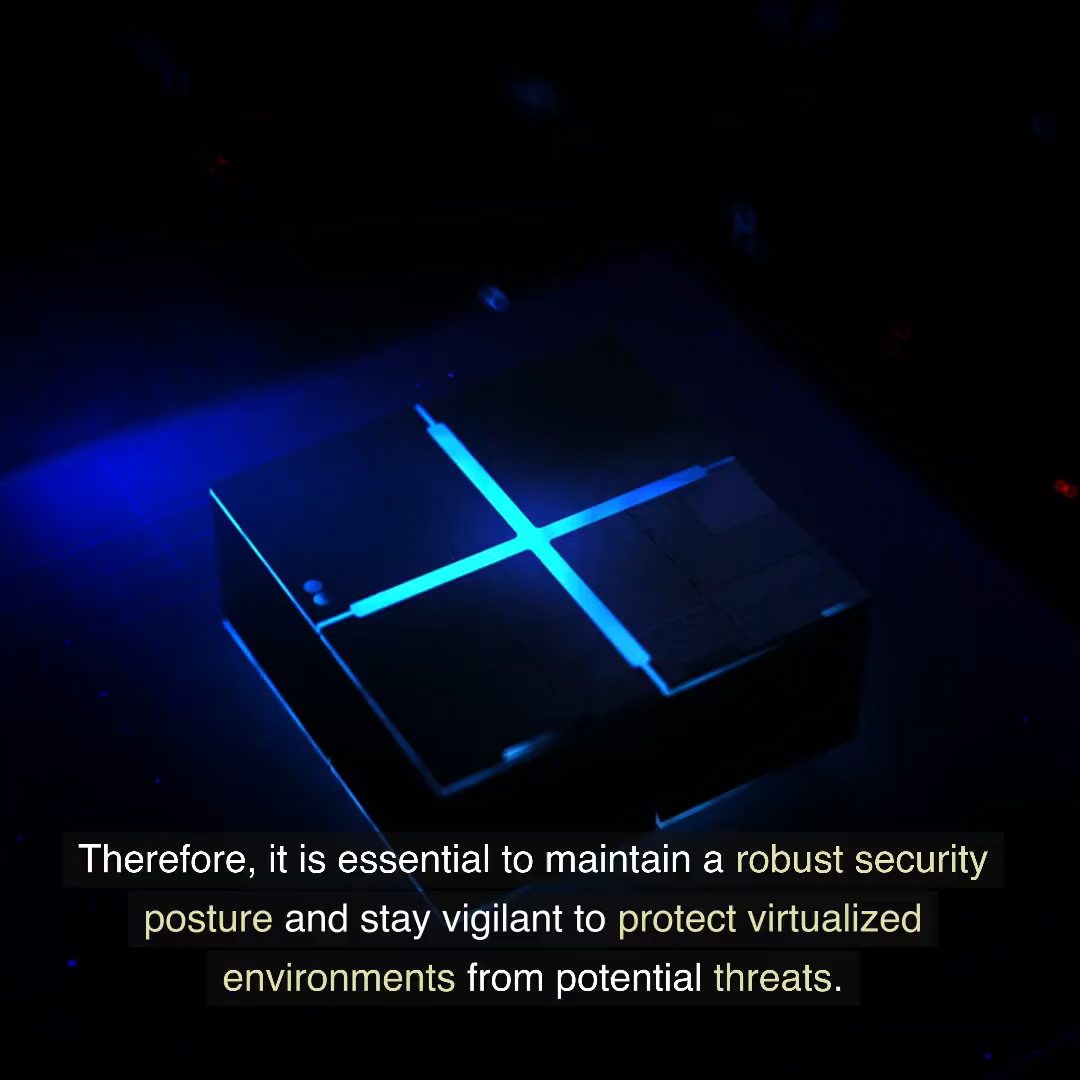 Therefore, it is essential to maintain a robust security
posture and stay vigilant to protect virtualized
environments from potential threats.